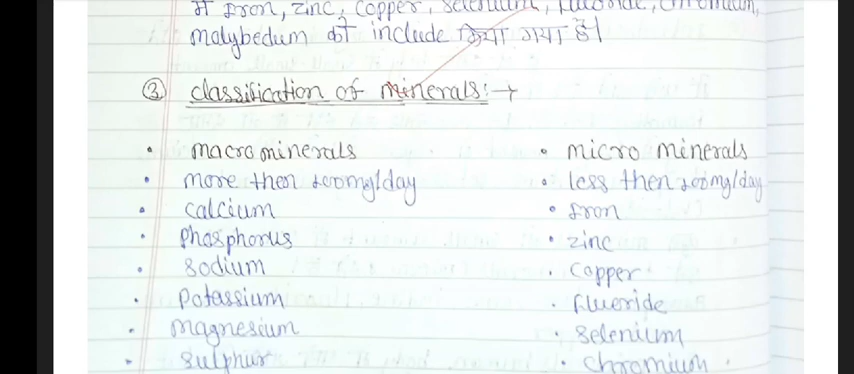 में Iron, zinc, copper, selenium, fluoride, chromium,
malybedum को include किया गया है।
③ classification of minerals:→
• macro minerals
• micro minerals
• more then 100mg/day
• less then 100mg/day
• calcium
• Iron
• phosphorus
• zinc
• sodium
• copper
• potassium
• fluoride
• magnesium
• selenium
• sulphur
• chromium